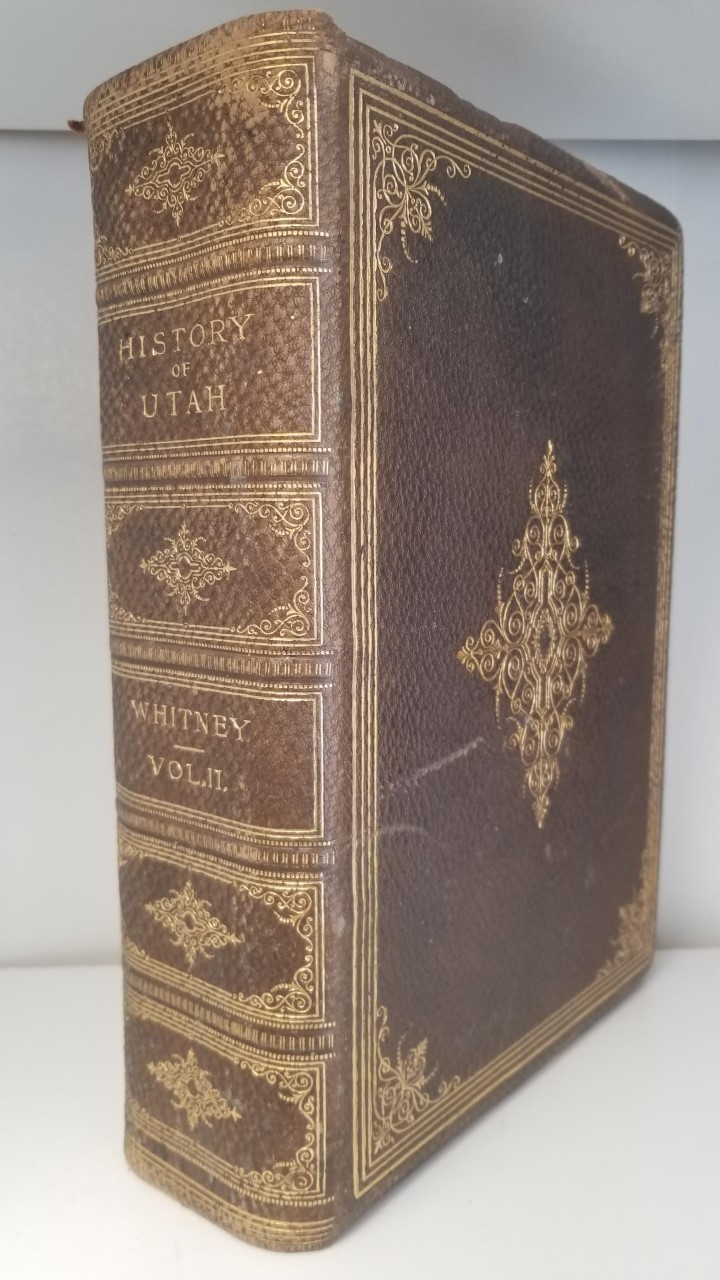 HISTORY
OF
UTAH
WHITNEY
VOL.II.